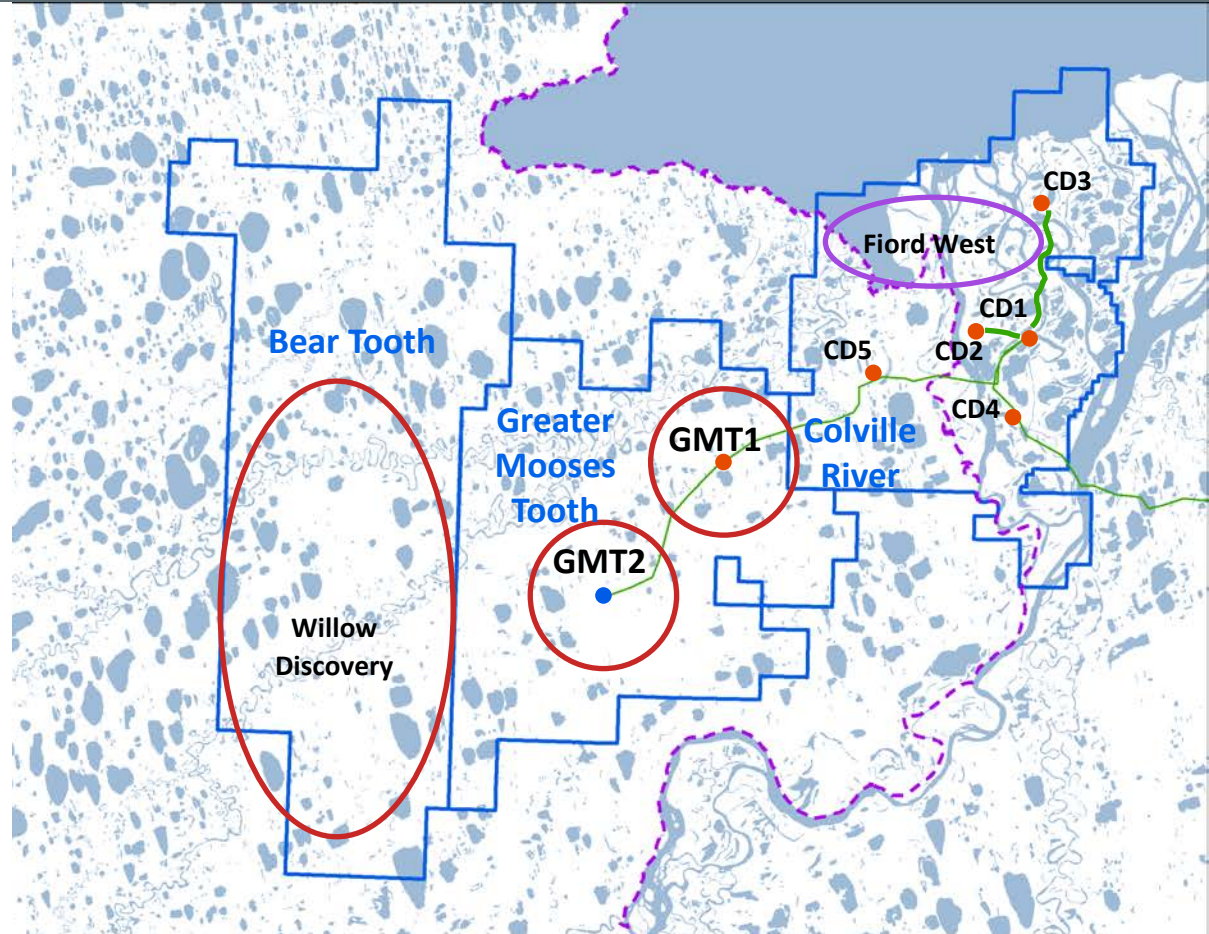 CD3
Fiord West
CD1
Bear Tooth
CD5
CD2
Greater
Mooses
Tooth
GMT1
Colville
River
CD4
GMT2
Willow
Discovery